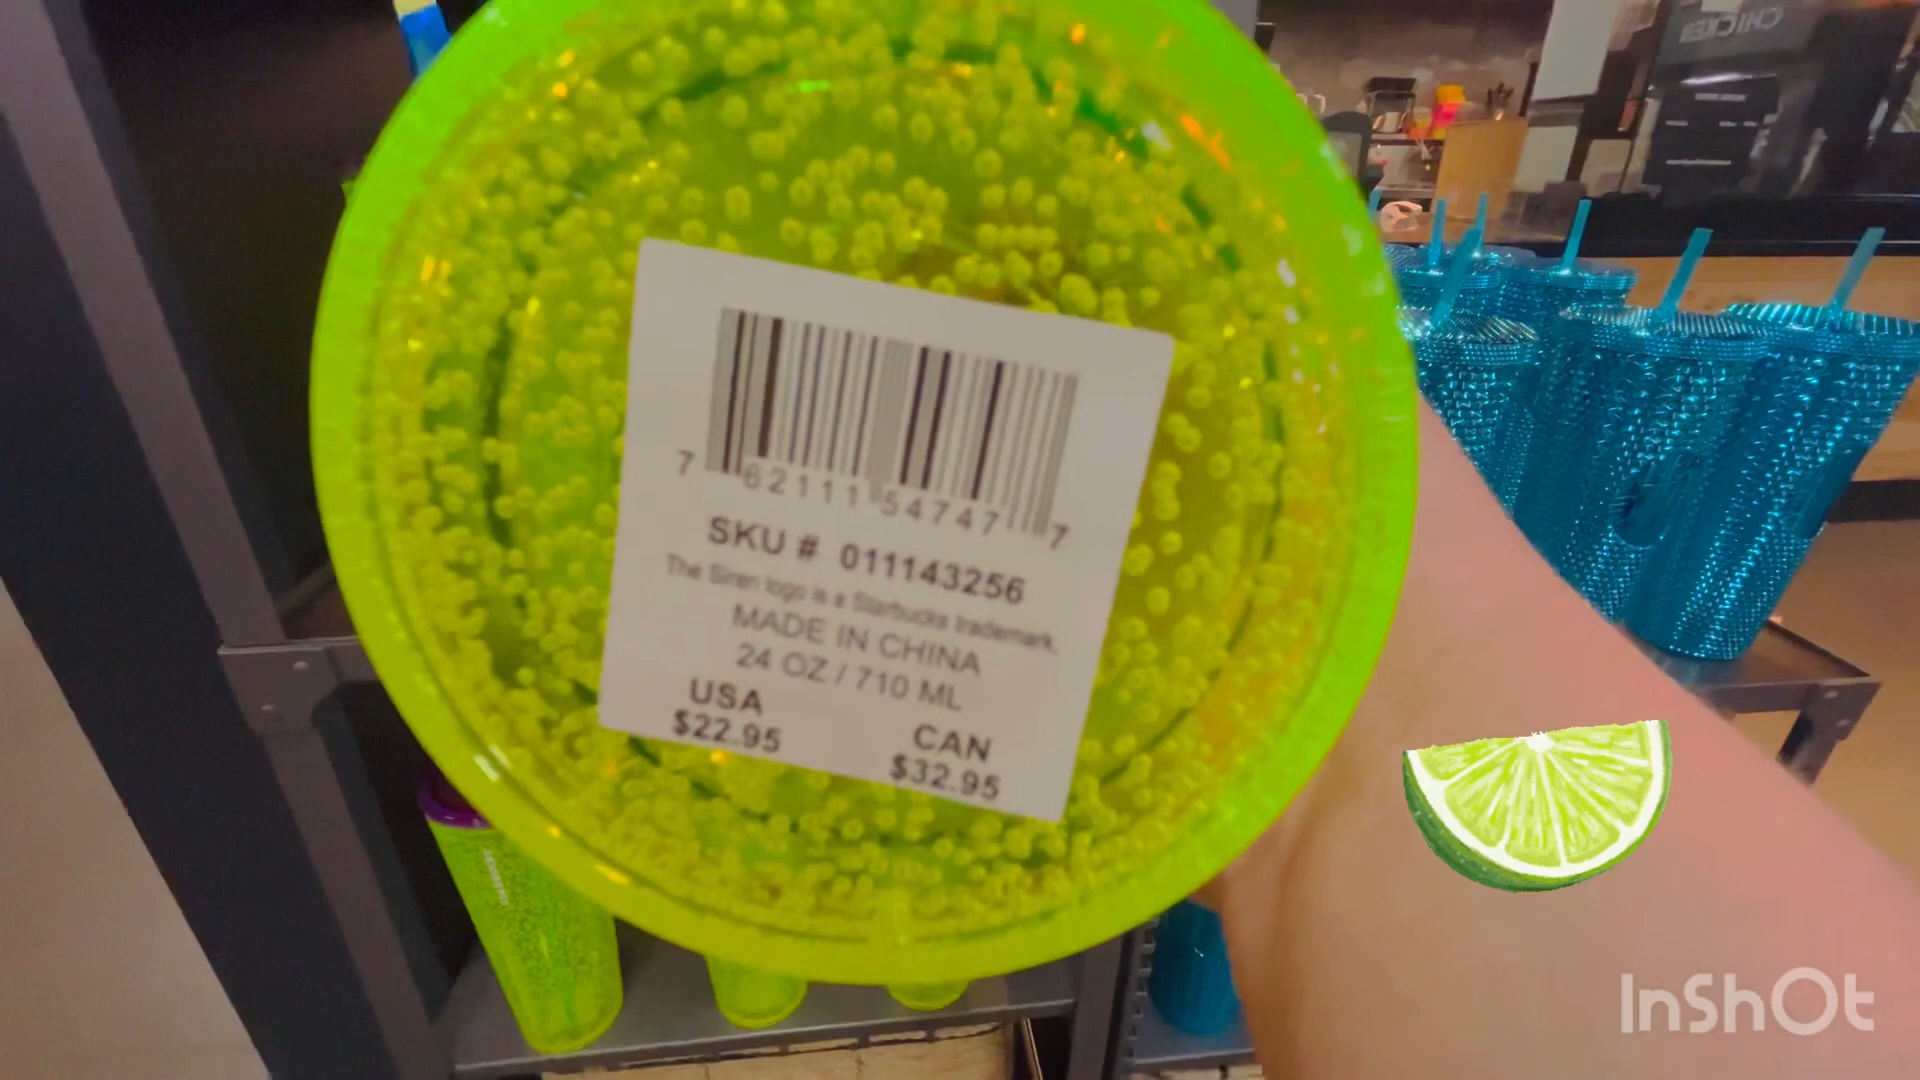 CHICKEN
7 62111 54747 7
SKU # 011143256
The Siren logo is a Starbucks trademark.
MADE IN CHINA
24 OZ / 710 ML
USA
$22.95
CAN
$32.95
InShOt